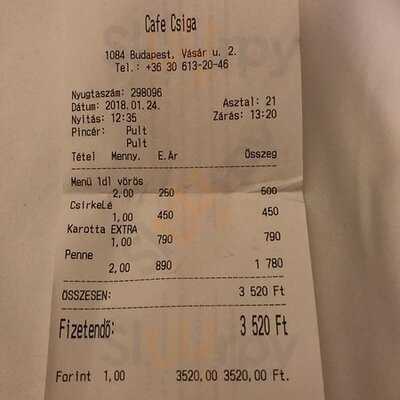 Cafe Csiga
1084 Budapest, Vásár u. 2.
Tel.: +36 30 613-20-46
Nyugtaszám: 298096
Dátum: 2018.01.24. Asztal: 21
Nyitás: 12:35 Zárás: 13:20
Pincér: Pult
Pult
Tétel Menny. E.Ár Összeg
Menü 1dl vörös
2,00 250 500
CsirkeLé
1,00 450 450
Karotta EXTRA
1,00 790 790
Penne
2,00 890 1 780
ÖSSZESEN: 3 520 Ft
Fizetendő: 3 520 Ft
Forint 1,00 3520,00 3520,00 Ft.